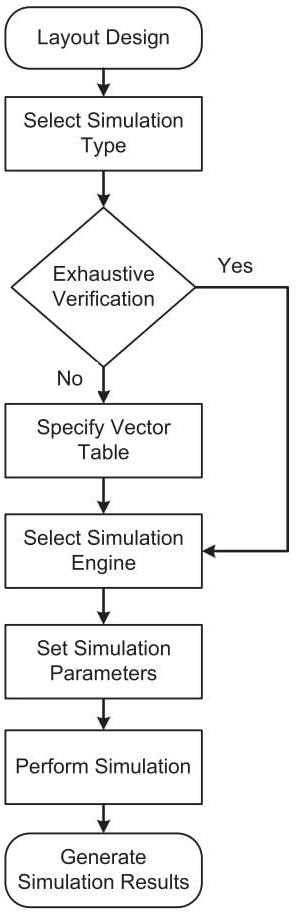 Layout Design
Select Simulation
Type
Exhaustive
Verification
Yes
No
Specify Vector
Table
Select Simulation
Engine
Set Simulation
Parameters
Perform Simulation
Generate
Simulation Results